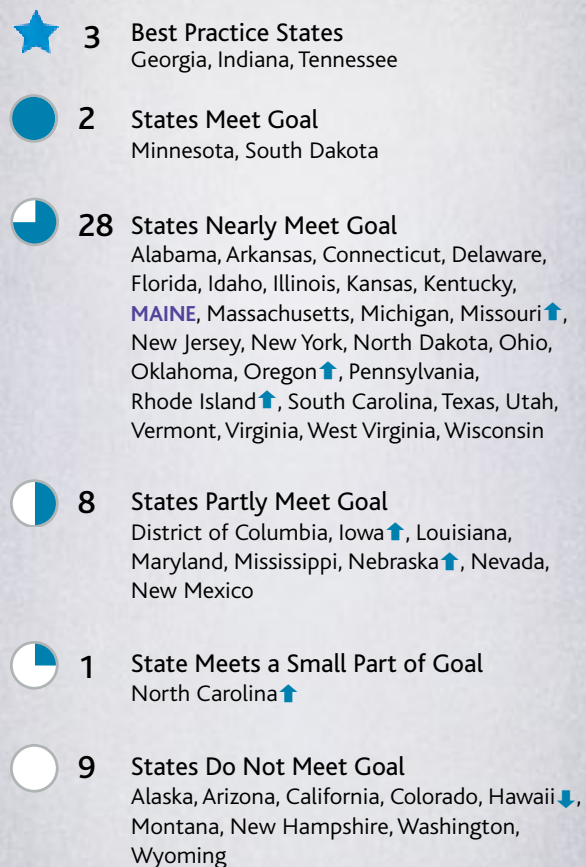 3 Best Practice States
Georgia, Indiana, Tennessee
2 States Meet Goal
Minnesota, South Dakota
28 States Nearly Meet Goal
Alabama, Arkansas, Connecticut, Delaware,
Florida, Idaho, Illinois, Kansas, Kentucky,
MAINE, Massachusetts, Michigan, Missouri⬆,
New Jersey, New York, North Dakota, Ohio,
Oklahoma, Oregon⬆, Pennsylvania,
Rhode Island⬆, South Carolina, Texas, Utah,
Vermont, Virginia, West Virginia, Wisconsin
8 States Partly Meet Goal
District of Columbia, Iowa⬆, Louisiana,
Maryland, Mississippi, Nebraska⬆, Nevada,
New Mexico
1 State Meets a Small Part of Goal
North Carolina⬆
9 States Do Not Meet Goal
Alaska, Arizona, California, Colorado, Hawaii⬇,
Montana, New Hampshire, Washington,
Wyoming